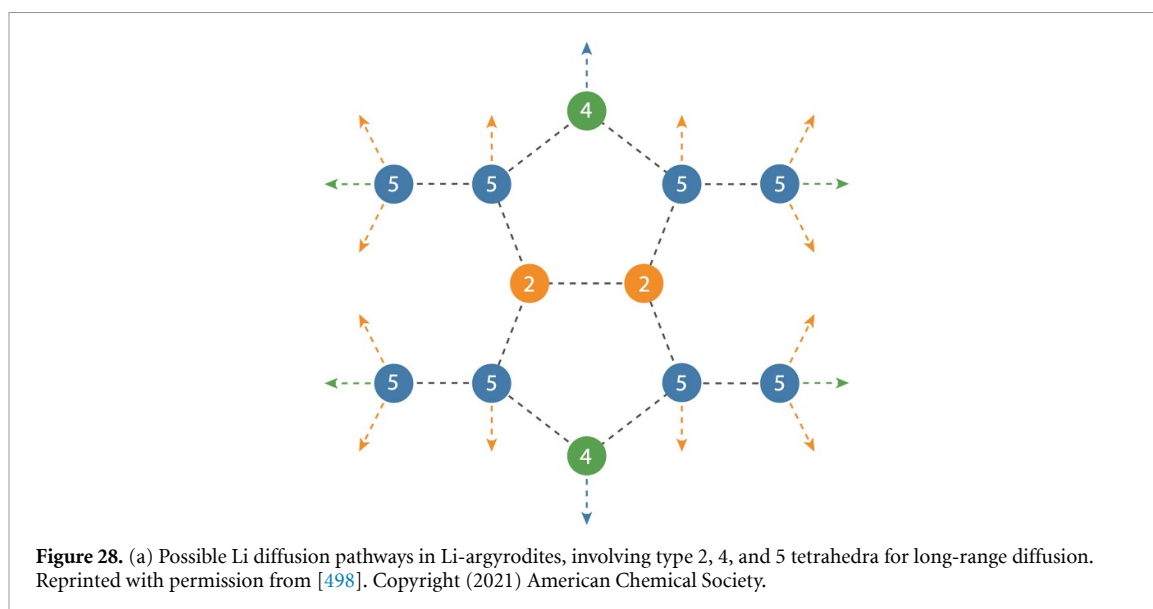 4
5 5 5 5
2 2
5 5 5 5
4
Figure 28. (a) Possible Li diffusion pathways in Li-argyrodites, involving type 2, 4, and 5 tetrahedra for long-range diffusion.
Reprinted with permission from [498]. Copyright (2021) American Chemical Society.